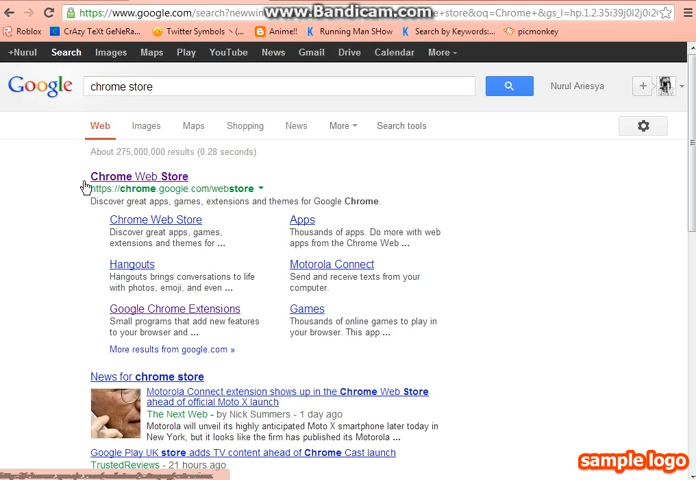 https://www.google.com/search?newwin
www.Bandicam.com
e+store&oq=Chrome+&gs_l=hp.1.2.35i39j0l2j0i20
Roblox
CrAzy TeXt GeNeRa...
Twitter Symbols
Anime!!
Running Man SHow
Search by Keywords:...
picmonkey
+Nurul Search Images Maps Play YouTube News Gmail Drive Calendar More
Google
chrome store
Nurul Ariesya
Web Images Maps Shopping News More Search tools
About 275,000,000 results (0.28 seconds)
Chrome Web Store
https://chrome.google.com/webstore
Discover great apps, games, extensions and themes for Google Chrome.
Chrome Web Store
Discover great apps, games,
extensions and themes for ...
Apps
Thousands of apps. Do more with
web apps from the Chrome Web ...
Hangouts
Hangouts brings conversations to life
with photos, emoji, and even ...
Motorola Connect
Send and receive texts from your
computer.
Google Chrome Extensions
Small programs that add new features
to your browser and ...
Games
Thousands of online games to play in
your browser. This app ...
More results from google.com »
News for chrome store
Motorola Connect extension shows up in the Chrome Web Store
ahead of official Moto X launch
The Next Web - by Nick Summers - 1 day ago
Motorola will unveil its highly anticipated Moto X smartphone later today in
New York, but it looks like the firm has published its Motorola ...
Google Play UK store adds TV content ahead of Chrome Cast launch
TrustedReviews - 21 hours ago
sample logo